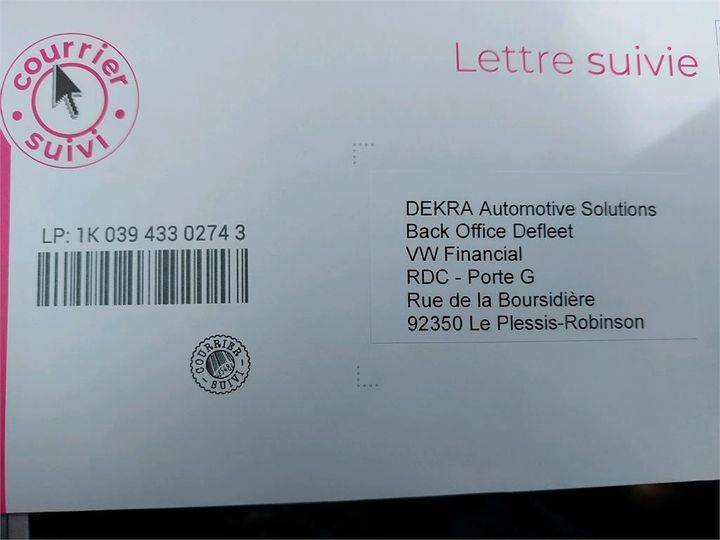 courrier
suivi
Lettre suivie
LP: 1K 039 433 0274 3
DEKRA Automotive Solutions
Back Office Defleet
VW Financial
RDC - Porte G
Rue de la Boursidière
92350 Le Plessis-Robinson
COURRIER
SUIVI